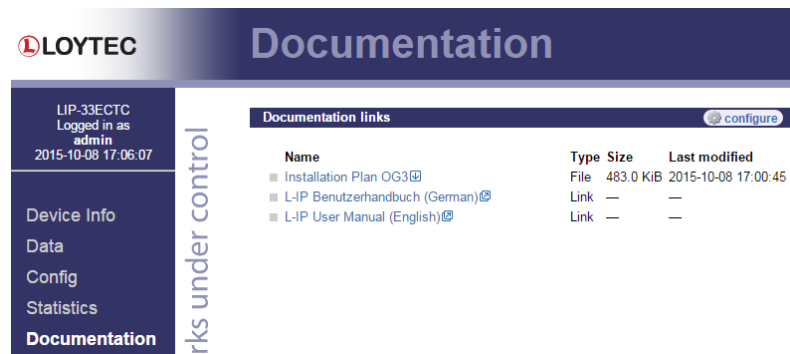 LOYTEC
Documentation
LIP-33ECTC
Logged in as
admin
2015-10-08 17:06:07
Device Info
Data
Config
Statistics
Documentation
rks under control
Documentation links
configure
Name Type Size Last modified
Installation Plan OG3 File 483.0 KiB 2015-10-08 17:00:45
L-IP Benutzerhandbuch (German) Link — —
L-IP User Manual (English) Link — —